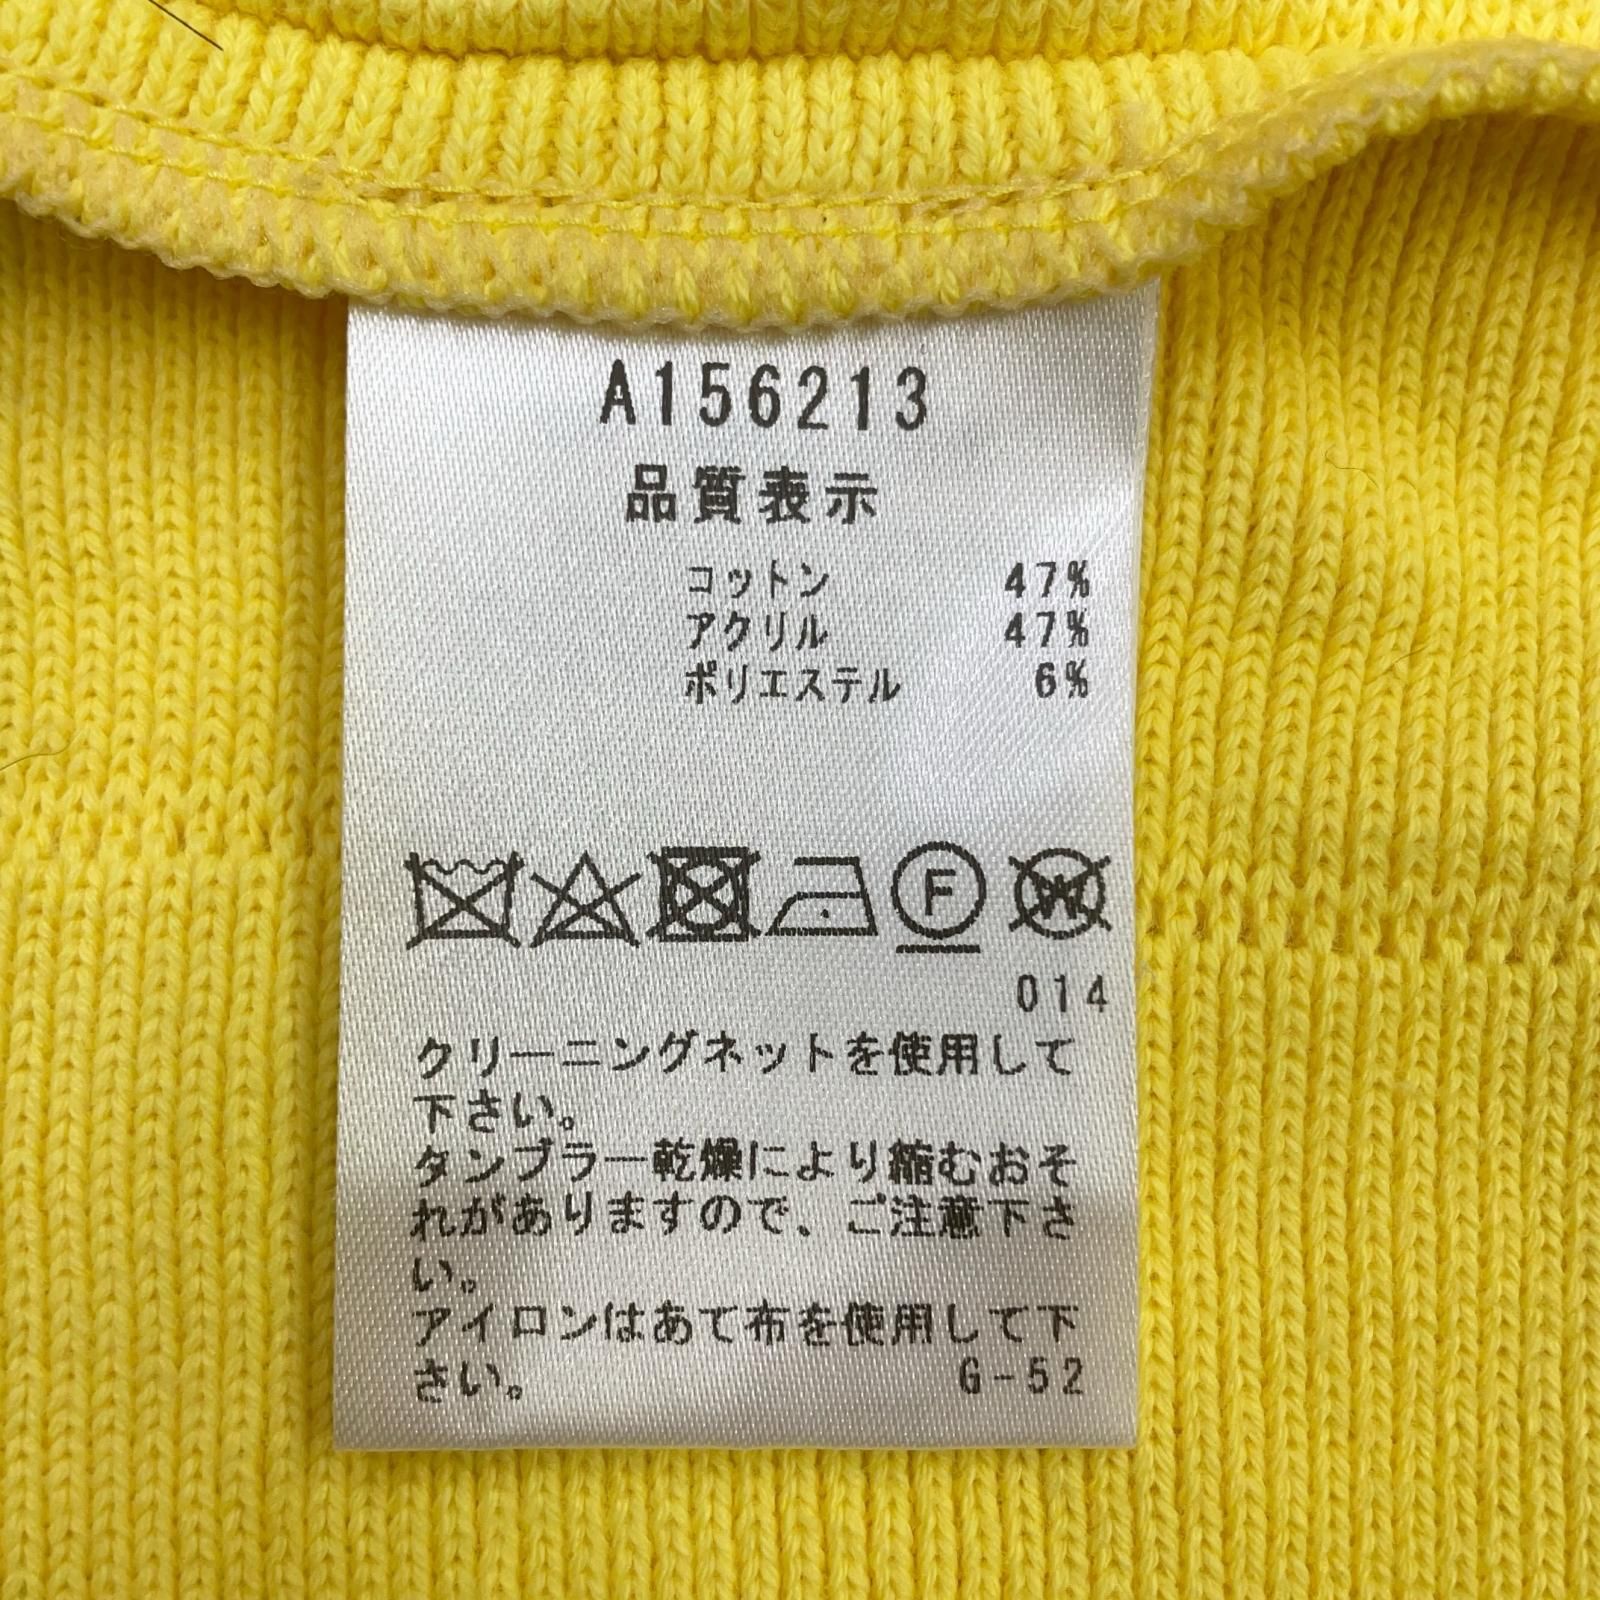 A156213
品質表示
コットン 47%
アクリル 47%
ポリエステル 6%
F W
014
クリーニングネットを使用して
下さい。
タンブラー乾燥により縮むおそ
れがありますので、ご注意下さ
い。
アイロンはあて布を使用して下
さい。 G-52